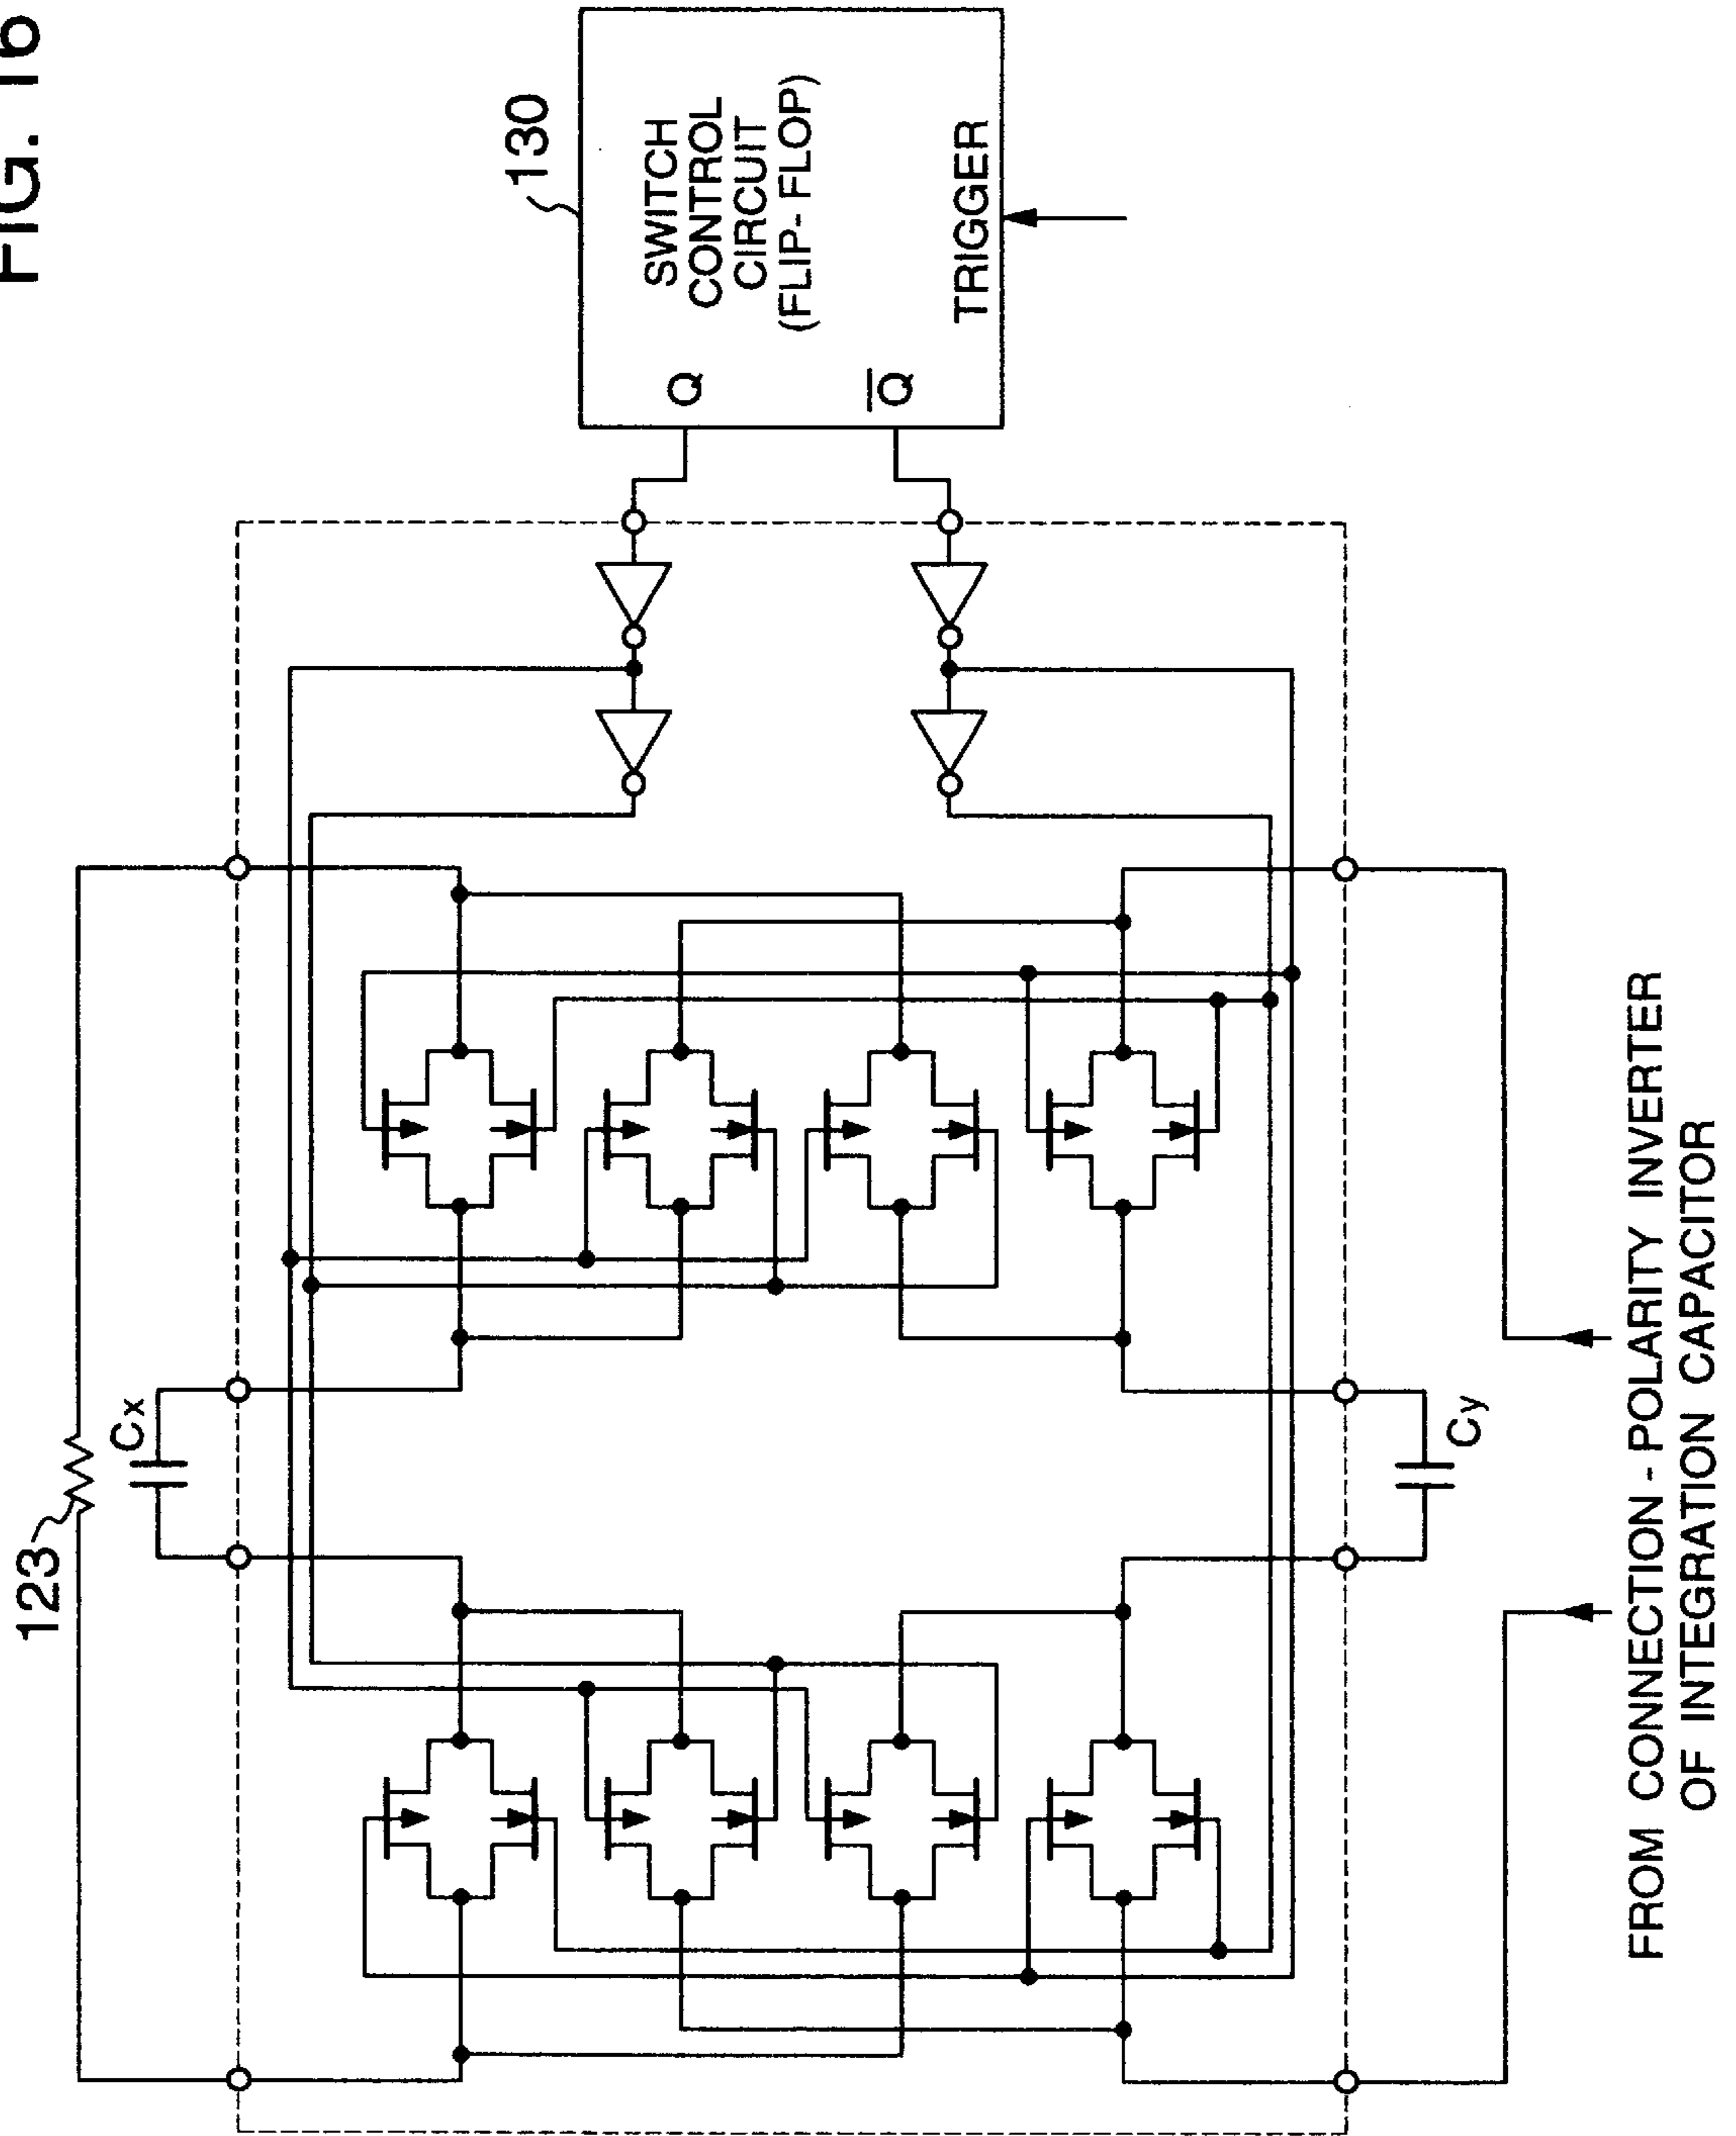 FIG. 16
130
SWITCH
CONTROL
CIRCUIT
(FLIP-FLOP)
TRIGGER
Q
Q̅
123
Cx
Cy
FROM CONNECTION-POLARITY INVERTER
OF INTEGRATION CAPACITOR